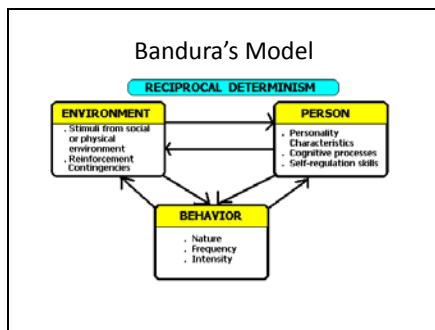 Bandura's Model
RECIPROCAL DETERMINISM
ENVIRONMENT
. Stimuli from social
or physical
environment
. Reinforcement
Contingencies
PERSON
. Personality
Characteristics
. Cognitive processes
. Self-regulation skills
BEHAVIOR
. Nature
. Frequency
. Intensity